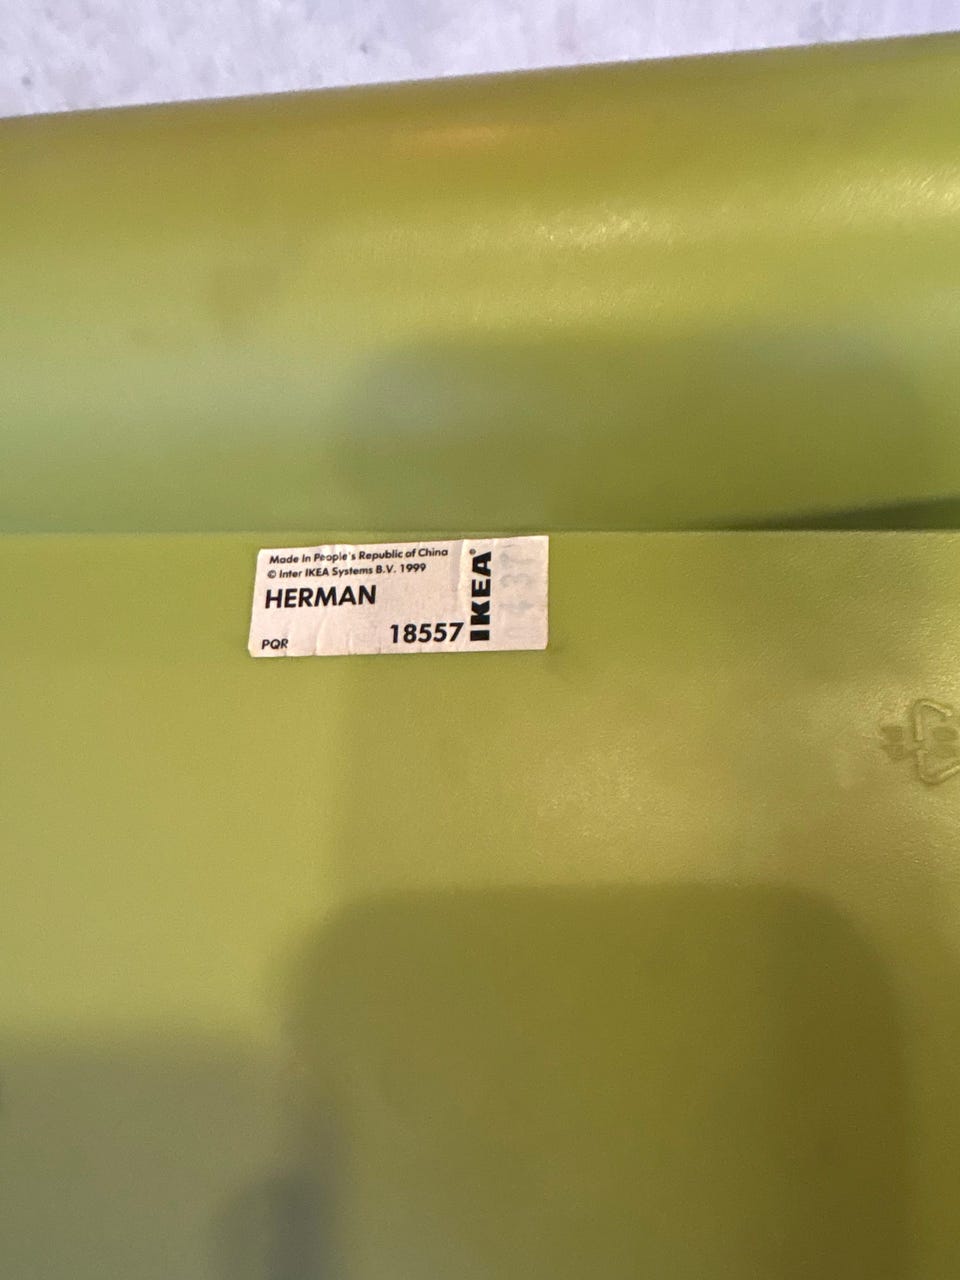 Made in People's Republic of China
© Inter IKEA Systems B.V. 1999
HERMAN
PQR
18557
IKEA®